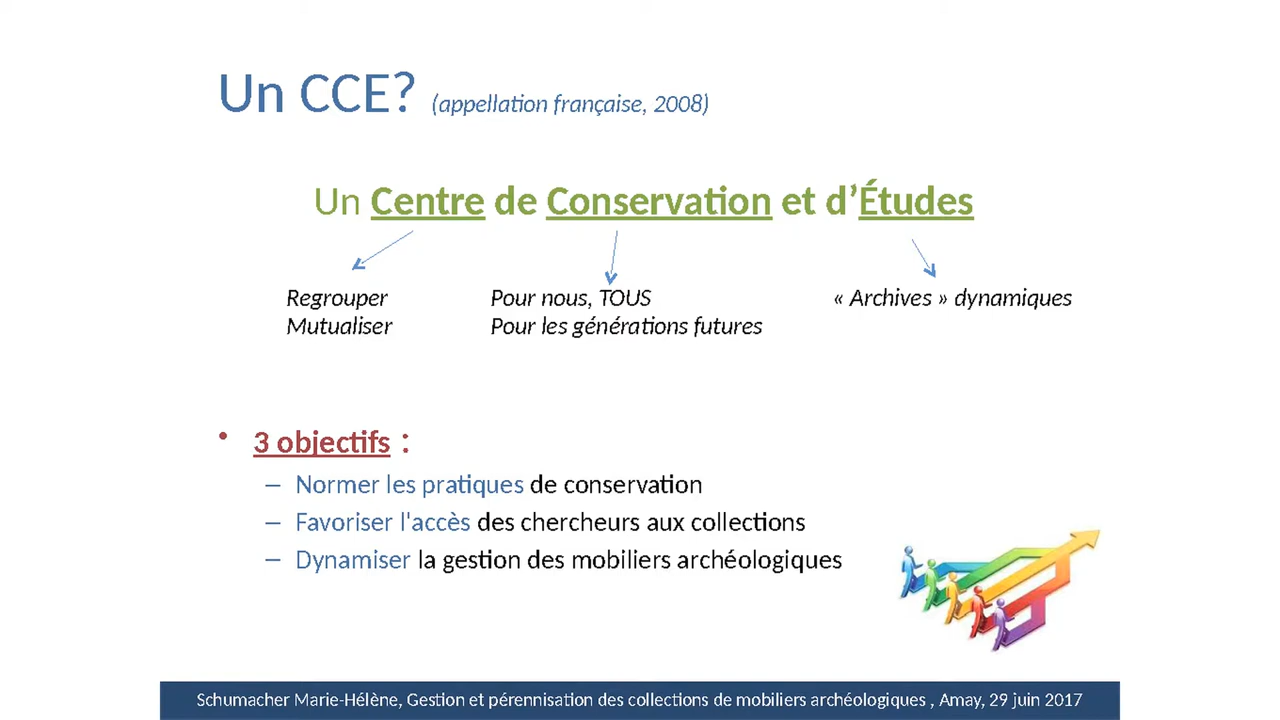 Un CCE? (appellation française, 2008)
Un Centre de Conservation et d’Études
Regrouper
Mutualiser
Pour nous, TOUS
Pour les générations futures
« Archives » dynamiques
• 3 objectifs :
– Normer les pratiques de conservation
– Favoriser l'accès des chercheurs aux collections
– Dynamiser la gestion des mobiliers archéologiques
Schumacher Marie-Hélène, Gestion et pérennisation des collections de mobiliers archéologiques , Amay, 29 juin 2017